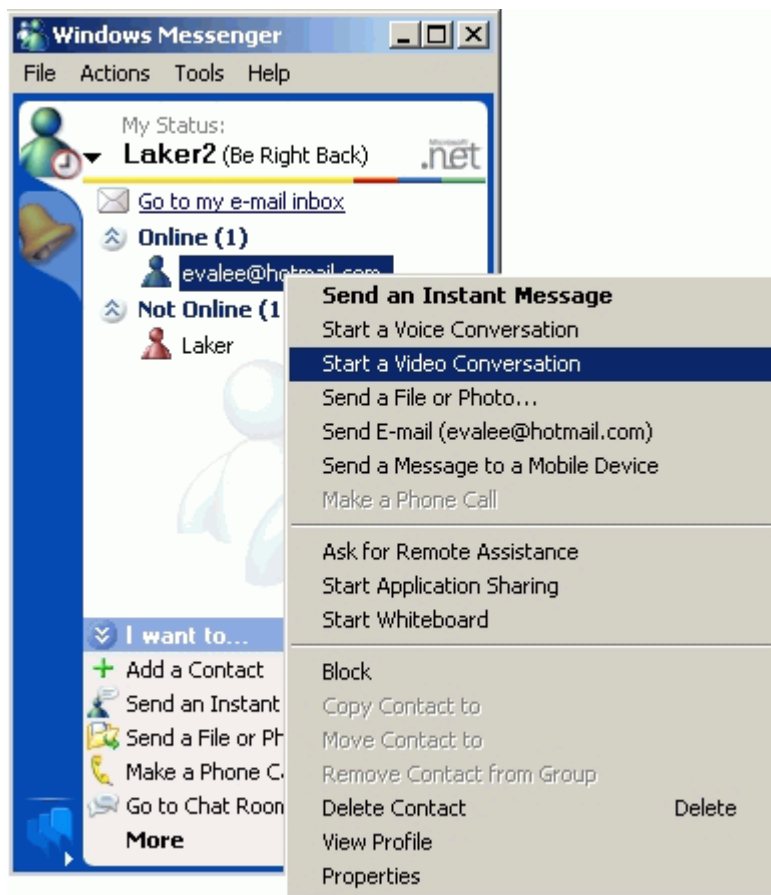 Windows Messenger
File Actions Tools Help
My Status:
Laker2 (Be Right Back)
Microsoft
.net
Go to my e-mail inbox
Online (1)
evalee@hotmail.com
Not Online (1
Laker
Send an Instant Message
Start a Voice Conversation
Start a Video Conversation
Send a File or Photo...
Send E-mail (evalee@hotmail.com)
Send a Message to a Mobile Device
Make a Phone Call
Ask for Remote Assistance
Start Application Sharing
Start Whiteboard
Block
Copy Contact to
Move Contact to
Remove Contact from Group
Delete Contact Delete
View Profile
Properties
I want to...
Add a Contact
Send an Instant
Send a File or Ph
Make a Phone C
Go to Chat Room
More